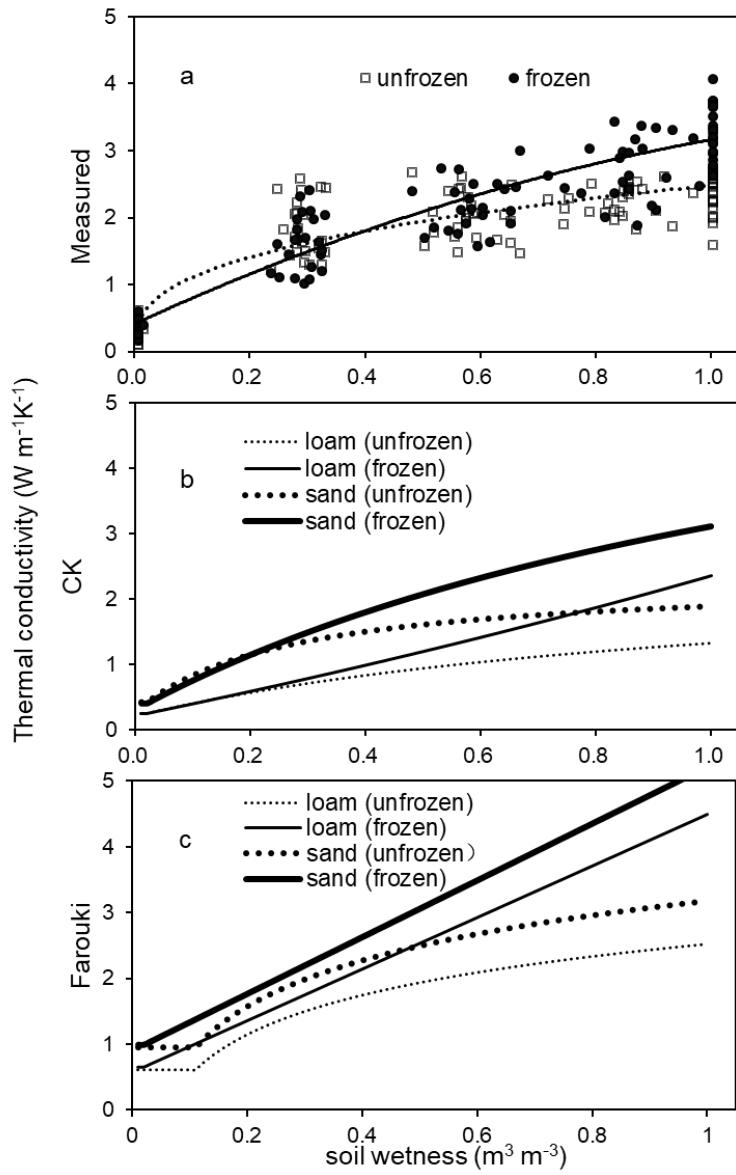 5
4
3
2
1
0
a
unfrozen
frozen
Measured
0.0
0.2
0.4
0.6
0.8
1.0
Thermal conductivity (W m⁻¹K⁻¹)
5
4
3
2
1
0
b
loam (unfrozen)
loam (frozen)
sand (unfrozen)
sand (frozen)
CK
0.0
0.2
0.4
0.6
0.8
1.0
5
4
3
2
1
0
c
loam (unfrozen)
loam (frozen)
sand (unfrozen）
sand (frozen)
Farouki
0
0.2
0.4
0.6
0.8
1
soil wetness (m³ m⁻³)